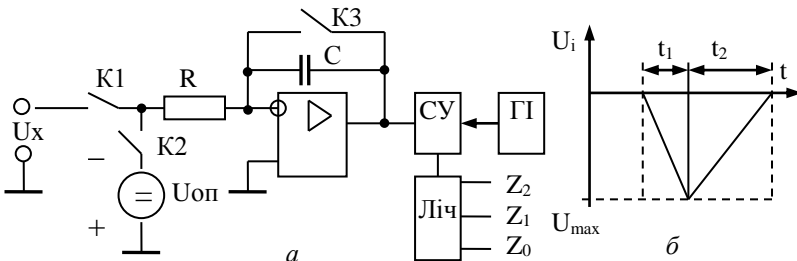 К3
C
К1
R
Ux
К2
−
=
Uоп
+
СУ
ГІ
Ліч
Z2
Z1
Z0
а
Ui
t1
t2
t
Umax
б